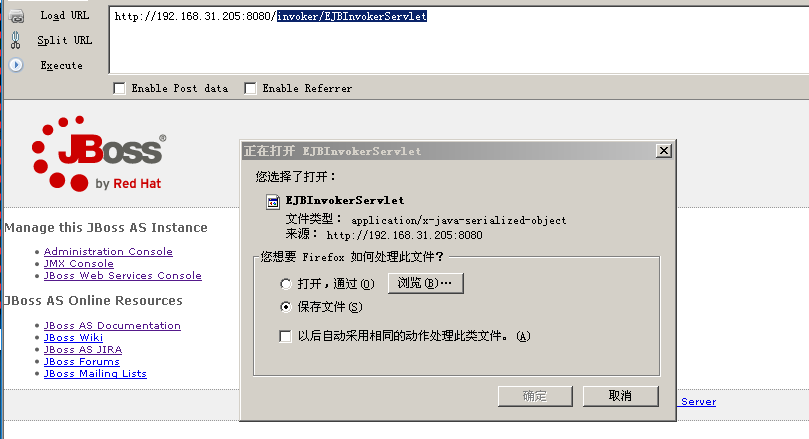 Load URL
http://192.168.31.205:8080/invoker/EJBInvokerServlet
Split URL
Execute
Enable Post data
Enable Referrer
JBoss®
by Red Hat
正在打开 EJBInvokerServlet
您选择了打开：
EJBInvokerServlet
文件类型： application/x-java-serialized-object
来源： http://192.168.31.205:8080
您想要 Firefox 如何处理此文件？
打开，通过(O)
浏览(B)…
保存文件(S)
以后自动采用相同的动作处理此类文件。(A)
确定
取消
Manage this JBoss AS Instance
Administration Console
JMX Console
JBoss Web Services Console
JBoss AS Online Resources
JBoss AS Documentation
JBoss Wiki
JBoss AS JIRA
JBoss Forums
JBoss Mailing Lists
Server